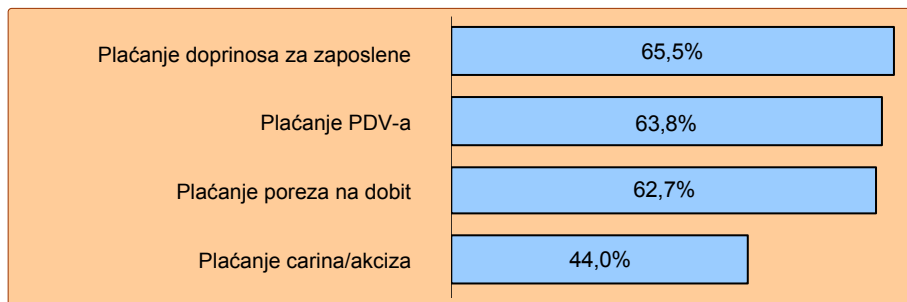 Plaćanje doprinosa za zaposlene 65,5%
Plaćanje PDV-a 63,8%
Plaćanje poreza na dobit 62,7%
Plaćanje carina/akciza 44,0%